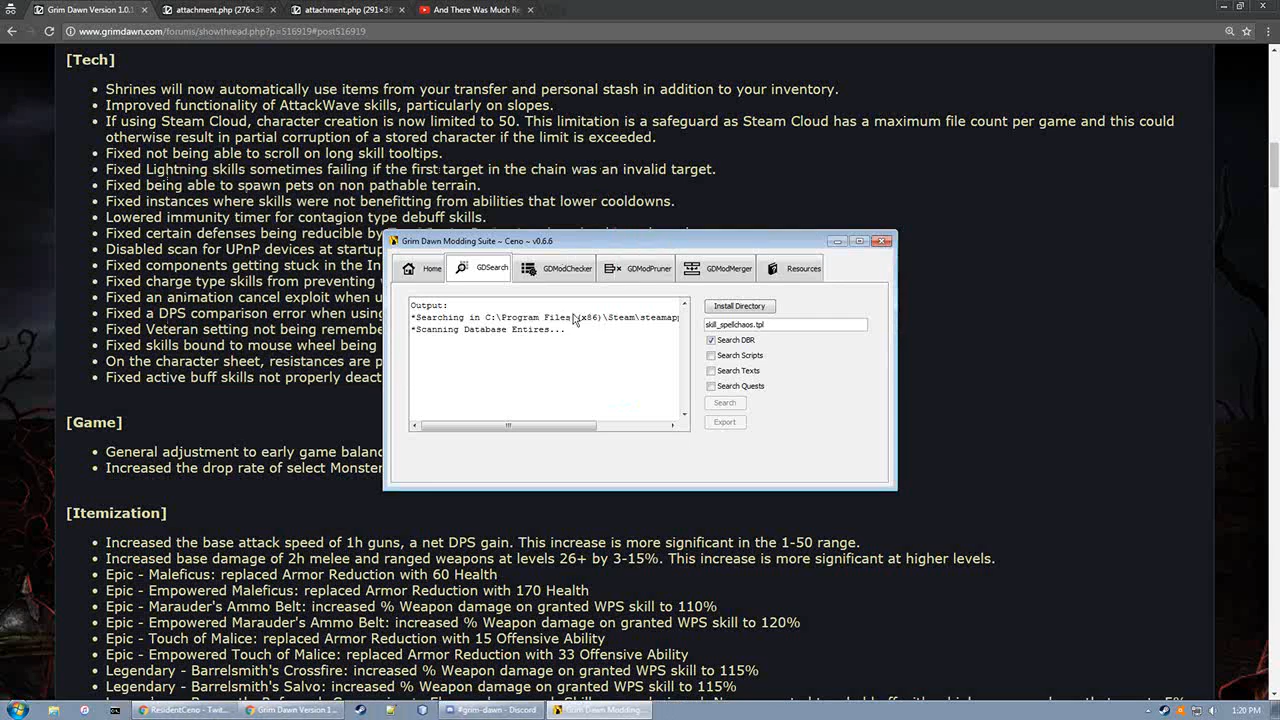 Grim Dawn Version 1.0.1
attachment.php (276×38
attachment.php (291×36
And There Was Much Re
www.grimdawn.com/forums/showthread.php?p=516919#post516919
[Tech]
Shrines will now automatically use items from your transfer and personal stash in addition to your inventory.
Improved functionality of AttackWave skills, particularly on slopes.
If using Steam Cloud, character creation is now limited to 50. This limitation is a safeguard as Steam Cloud has a maximum file count per game and this could
otherwise result in partial corruption of a stored character if the limit is exceeded.
Fixed not being able to scroll on long skill tooltips.
Fixed Lightning skills sometimes failing if the first target in the chain was an invalid target.
Fixed being able to spawn pets on non pathable terrain.
Fixed instances where skills were not benefitting from abilities that lower cooldowns.
Lowered immunity timer for contagion type debuff skills.
Fixed certain defenses being reducible by
Disabled scan for UPnP devices at startup
Fixed components getting stuck in the In
Fixed charge type skills from preventing
Fixed an animation cancel exploit when u
Fixed a DPS comparison error when using
Fixed Veteran setting not being remembe
Fixed skills bound to mouse wheel being
On the character sheet, resistances are p
Fixed active buff skills not properly deact
Grim Dawn Modding Suite ~ Ceno ~ v0.6.6
Home
GDSearch
GDModChecker
GDModPruner
GDModMerger
Resources
Output:
*Searching in C:\Program Files (x86)\Steam\steamapp
*Scanning Database Entires...
Install Directory
skill_spellchaos.tpl
Search DBR
Search Scripts
Search Texts
Search Quests
Search
Export
[Game]
General adjustment to early game balanc
Increased the drop rate of select Monster
[Itemization]
Increased the base attack speed of 1h guns, a net DPS gain. This increase is more significant in the 1-50 range.
Increased base damage of 2h melee and ranged weapons at levels 26+ by 3-15%. This increase is more significant at higher levels.
Epic - Maleficus: replaced Armor Reduction with 60 Health
Epic - Empowered Maleficus: replaced Armor Reduction with 170 Health
Epic - Marauder's Ammo Belt: increased % Weapon damage on granted WPS skill to 110%
Epic - Empowered Marauder's Ammo Belt: increased % Weapon damage on granted WPS skill to 120%
Epic - Touch of Malice: replaced Armor Reduction with 15 Offensive Ability
Epic - Empowered Touch of Malice: replaced Armor Reduction with 33 Offensive Ability
Legendary - Barrelsmith's Crossfire: increased % Weapon damage on granted WPS skill to 115%
Legendary - Barrelsmith's Salvo: increased % Weapon damage on granted WPS skill to 115%
ResidentCeno - Twit...
Grim Dawn Version 1...
#grim-dawn - Discord
Grim Dawn Modding...
1:20 PM